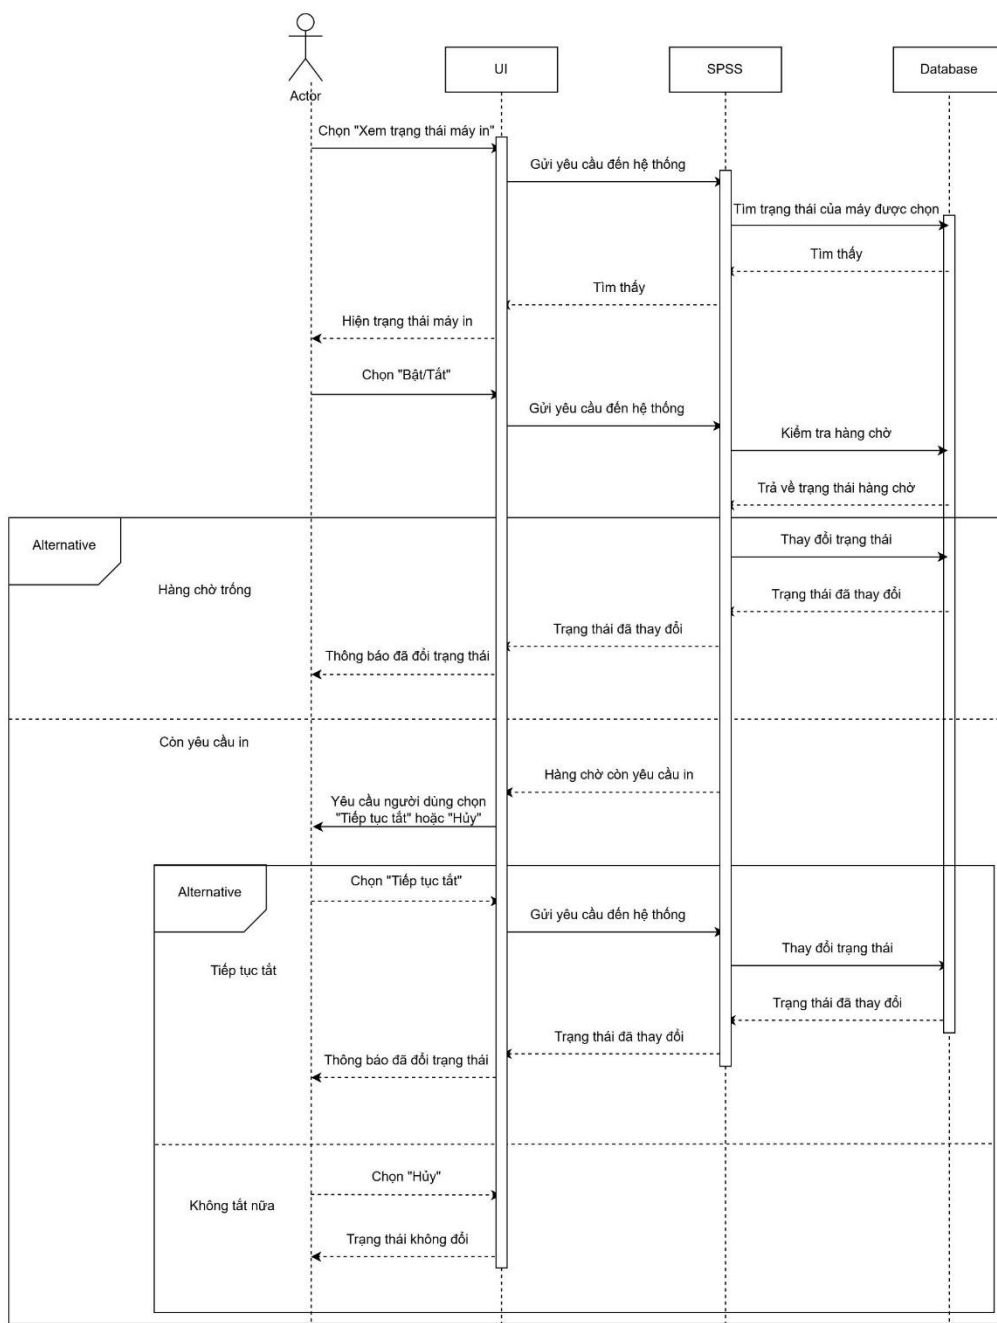 Actor
UI
SPSS
Database
Chọn "Xem trạng thái máy in"
Gửi yêu cầu đến hệ thống
Tìm trạng thái của máy được chọn
Tìm thấy
Tìm thấy
Hiện trạng thái máy in
Chọn "Bật/Tắt"
Gửi yêu cầu đến hệ thống
Kiểm tra hàng chờ
Trả về trạng thái hàng chờ
Alternative
Thay đổi trạng thái
Hàng chờ trống
Trạng thái đã thay đổi
Trạng thái đã thay đổi
Thông báo đã đổi trạng thái
Còn yêu cầu in
Hàng chờ còn yêu cầu in
Yêu cầu người dùng chọn
"Tiếp tục tắt" hoặc "Hủy"
Alternative
Chọn "Tiếp tục tắt"
Gửi yêu cầu đến hệ thống
Thay đổi trạng thái
Tiếp tục tắt
Trạng thái đã thay đổi
Trạng thái đã thay đổi
Thông báo đã đổi trạng thái
Chọn "Hủy"
Không tắt nữa
Trạng thái không đổi